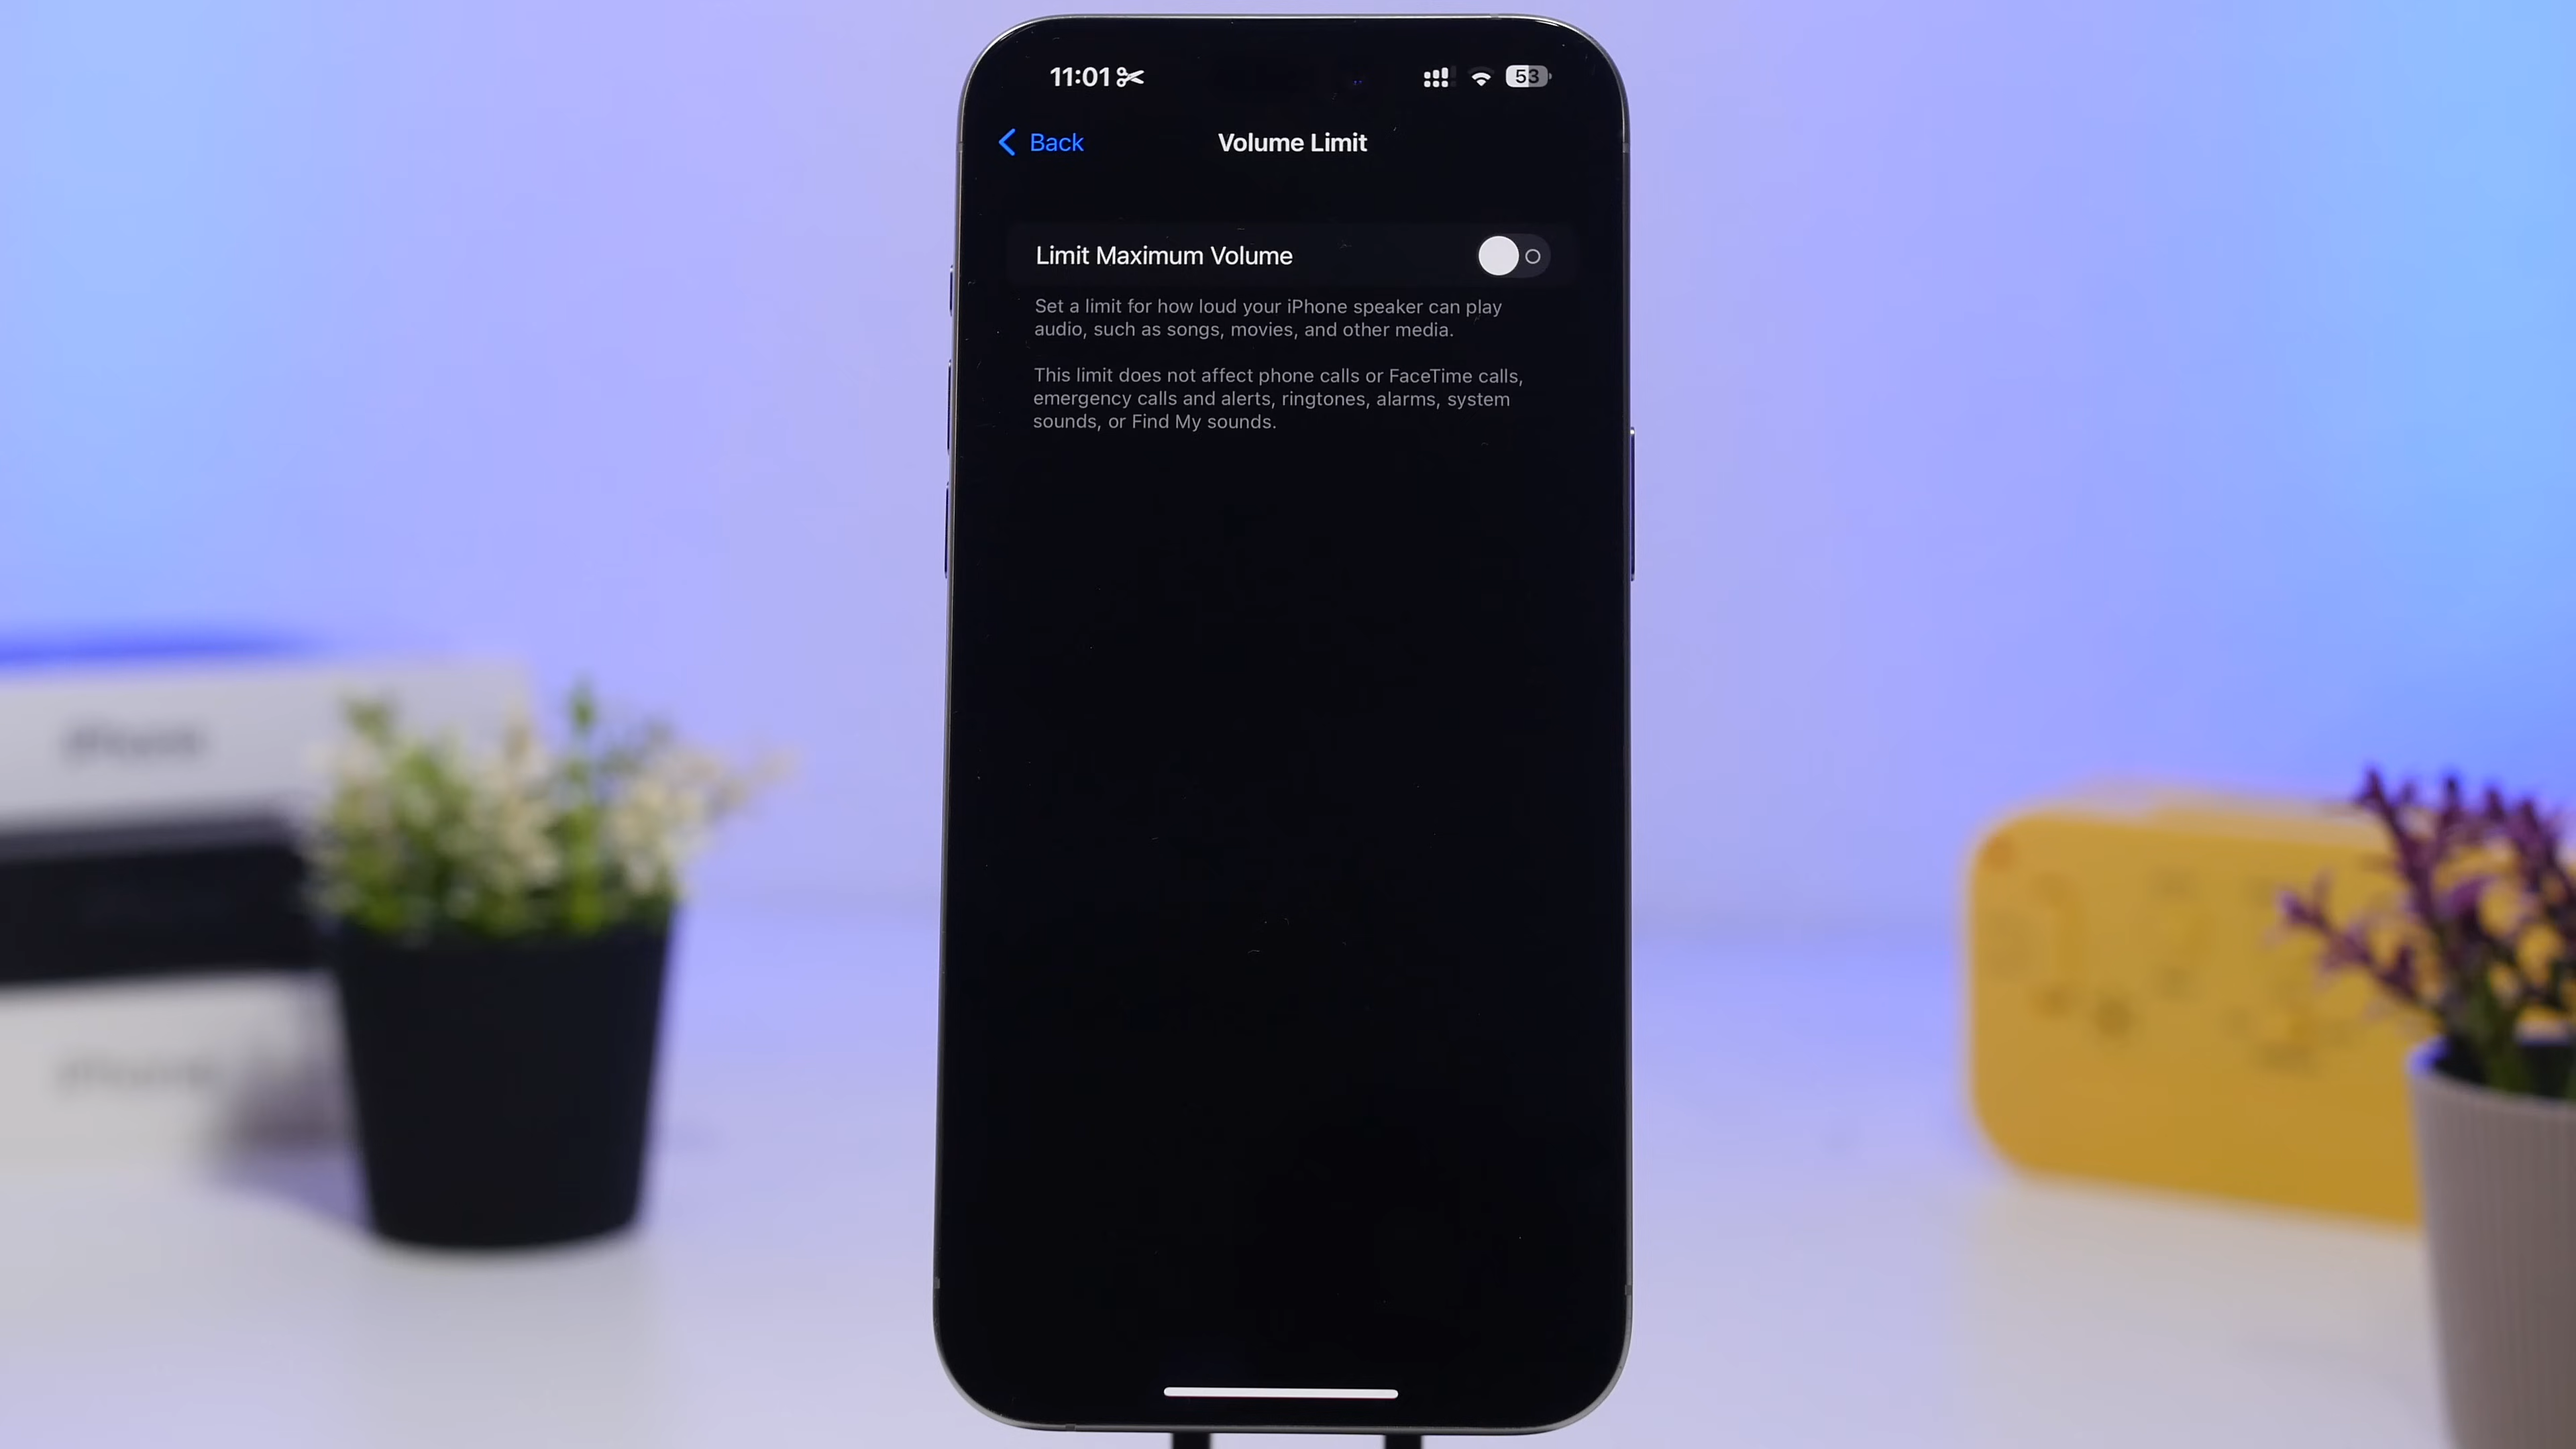 11:01
53
Back
Volume Limit
Limit Maximum Volume
Set a limit for how loud your iPhone speaker can play
audio, such as songs, movies, and other media.
This limit does not affect phone calls or FaceTime calls,
emergency calls and alerts, ringtones, alarms, system
sounds, or Find My sounds.
iPhone
iPhone